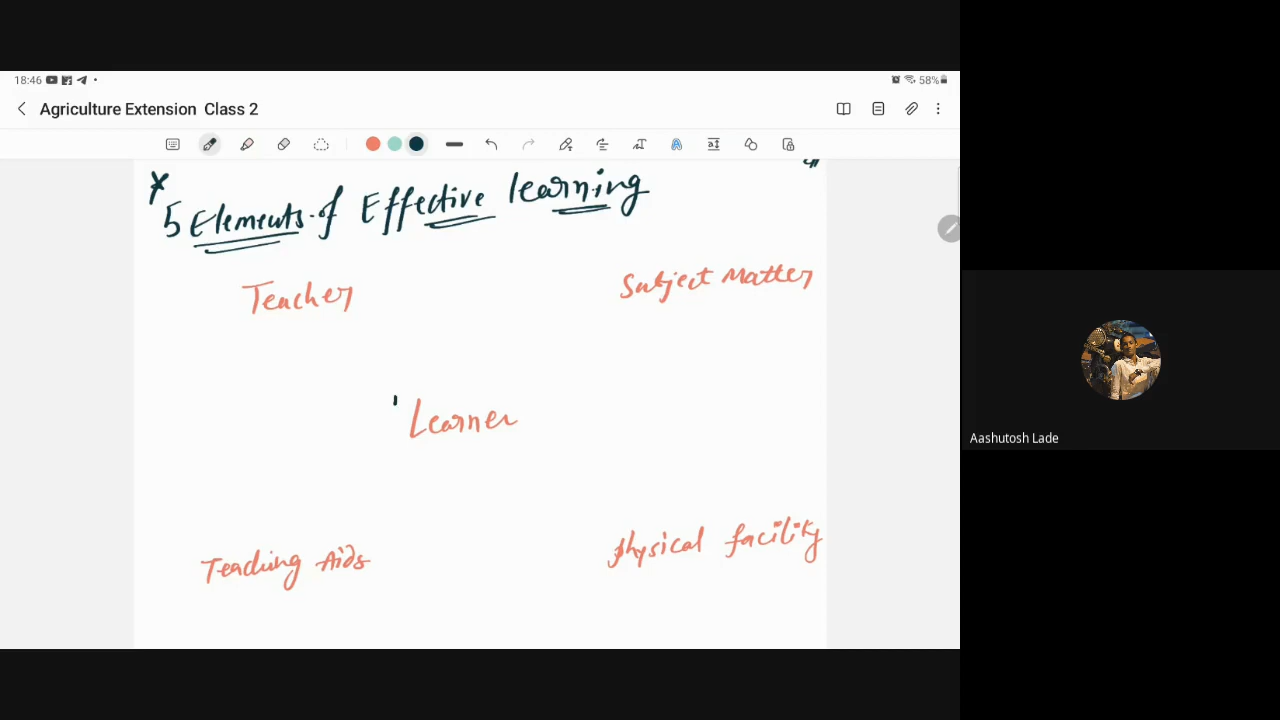 18:46
58%
Agriculture Extension Class 2
5 Elements of Effective learning
Teacher
Subject Matter
Learner
Aashutosh Lade
Teaching Aids
physical facility